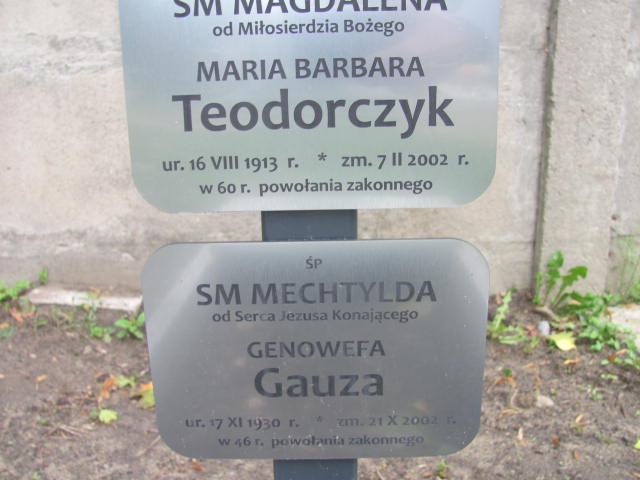 SM MAGDALENA
od Miłosierdzia Bożego
MARIA BARBARA
Teodorczyk
ur. 16 VIII 1913 r. * zm. 7 II 2002 r.
w 60 r. powołania zakonnego
ŚP
SM MECHTYLDA
od Serca Jezusa Konającego
GENOWEFA
Gauza
ur. 17 XI 1930 r. * zm. 21 X 2002 r.
w 46 r. powołania zakonnego